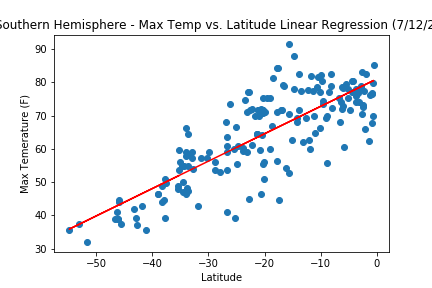 Southern Hemisphere - Max Temp vs. Latitude Linear Regression (7/12/2
Max Temerature (F)
90
80
70
60
50
40
30
−50 −40 −30 −20 −10 0
Latitude